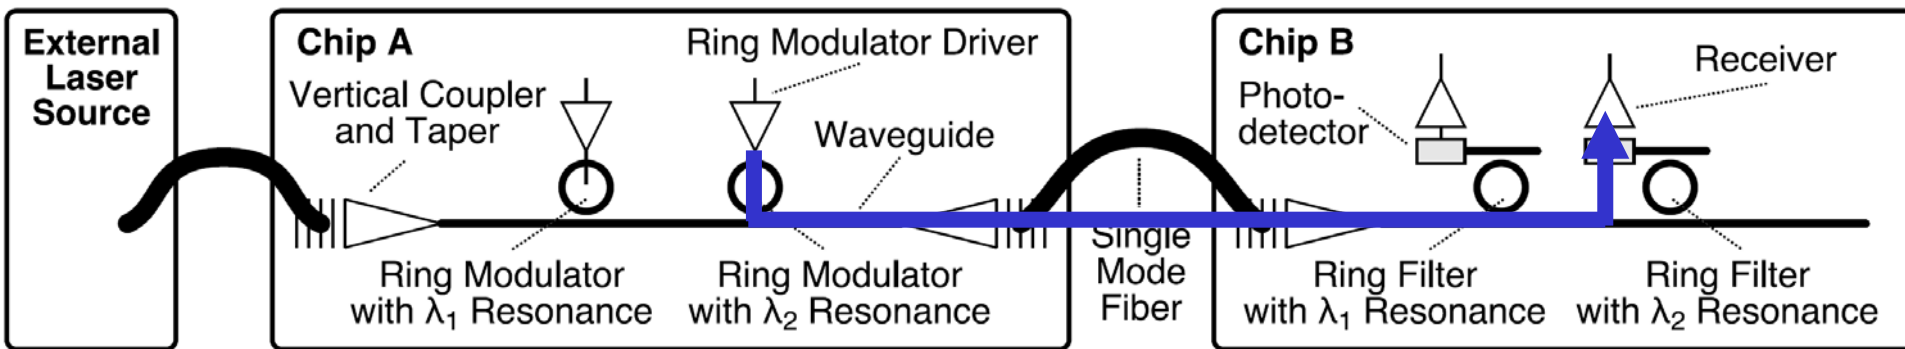 External
Laser
Source
Chip A
Ring Modulator Driver
Vertical Coupler
and Taper
Waveguide
Ring Modulator
with λ₁ Resonance
Ring Modulator
with λ₂ Resonance
Single
Mode
Fiber
Chip B
Photo-
detector
Receiver
Ring Filter
with λ₁ Resonance
Ring Filter
with λ₂ Resonance